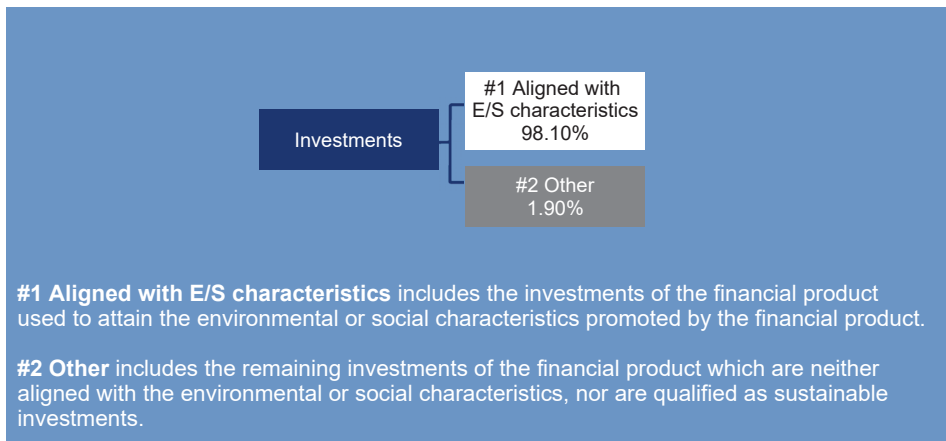 #1 Aligned with
E/S characteristics
98.10%
Investments
#2 Other
1.90%
#1 Aligned with E/S characteristics includes the investments of the financial product
used to attain the environmental or social characteristics promoted by the financial product.
#2 Other includes the remaining investments of the financial product which are neither
aligned with the environmental or social characteristics, nor are qualified as sustainable
investments.